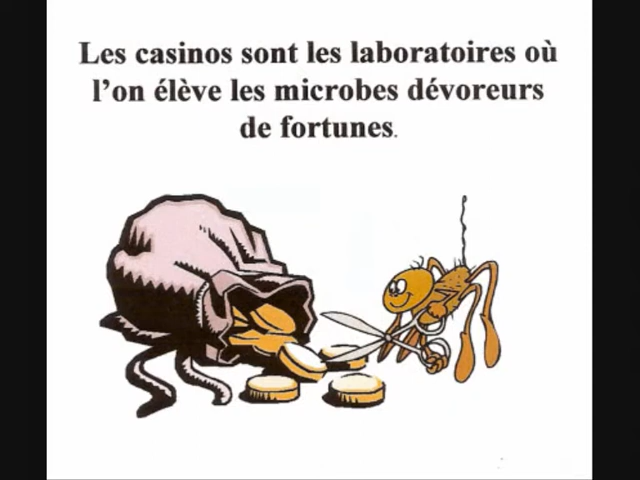 Les casinos sont les laboratoires où
l’on élève les microbes dévoreurs
de fortunes.